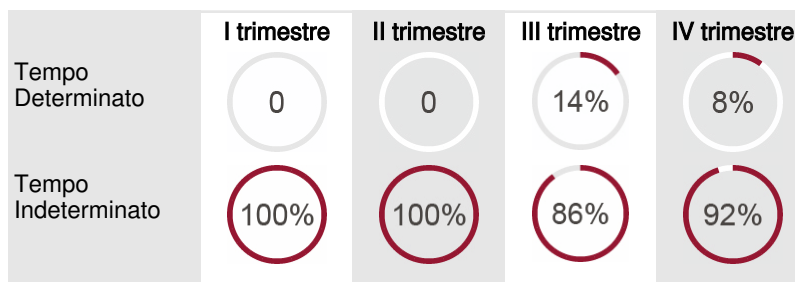 I trimestre II trimestre III trimestre IV trimestre
Tempo
Determinato
0 0 14% 8%
Tempo
Indeterminato
100% 100% 86% 92%